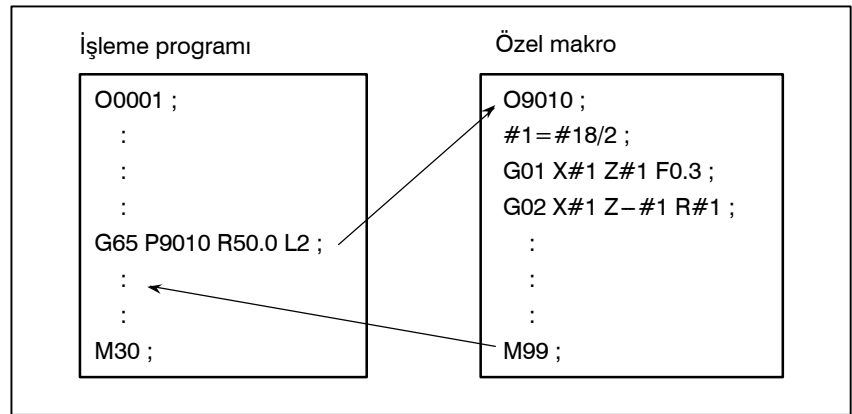 İşleme programı
O0001 ;
:
:
:
G65 P9010 R50.0 L2 ;
:
:
M30 ;
Özel makro
O9010 ;
#1=#18/2 ;
G01 X#1 Z#1 F0.3 ;
G02 X#1 Z−#1 R#1 ;
:
:
:
M99 ;